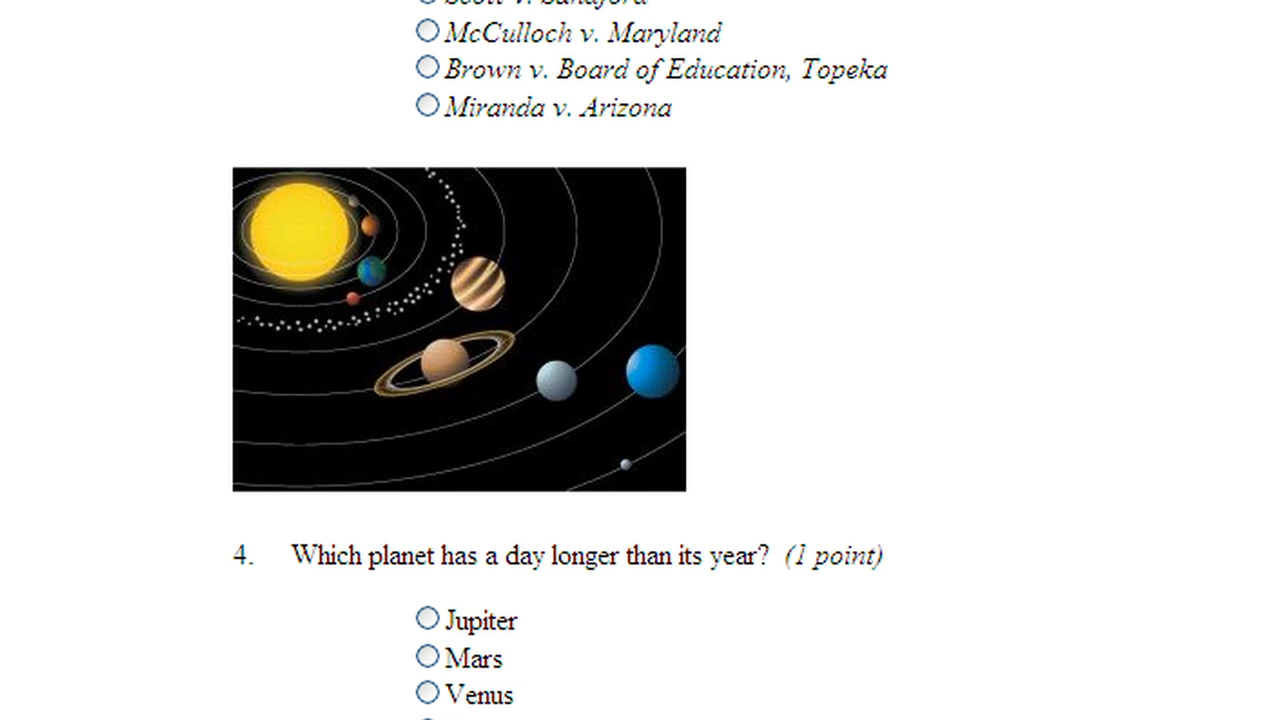 McCulloch v. Maryland
Brown v. Board of Education, Topeka
Miranda v. Arizona
4. Which planet has a day longer than its year? (1 point)
Jupiter
Mars
Venus